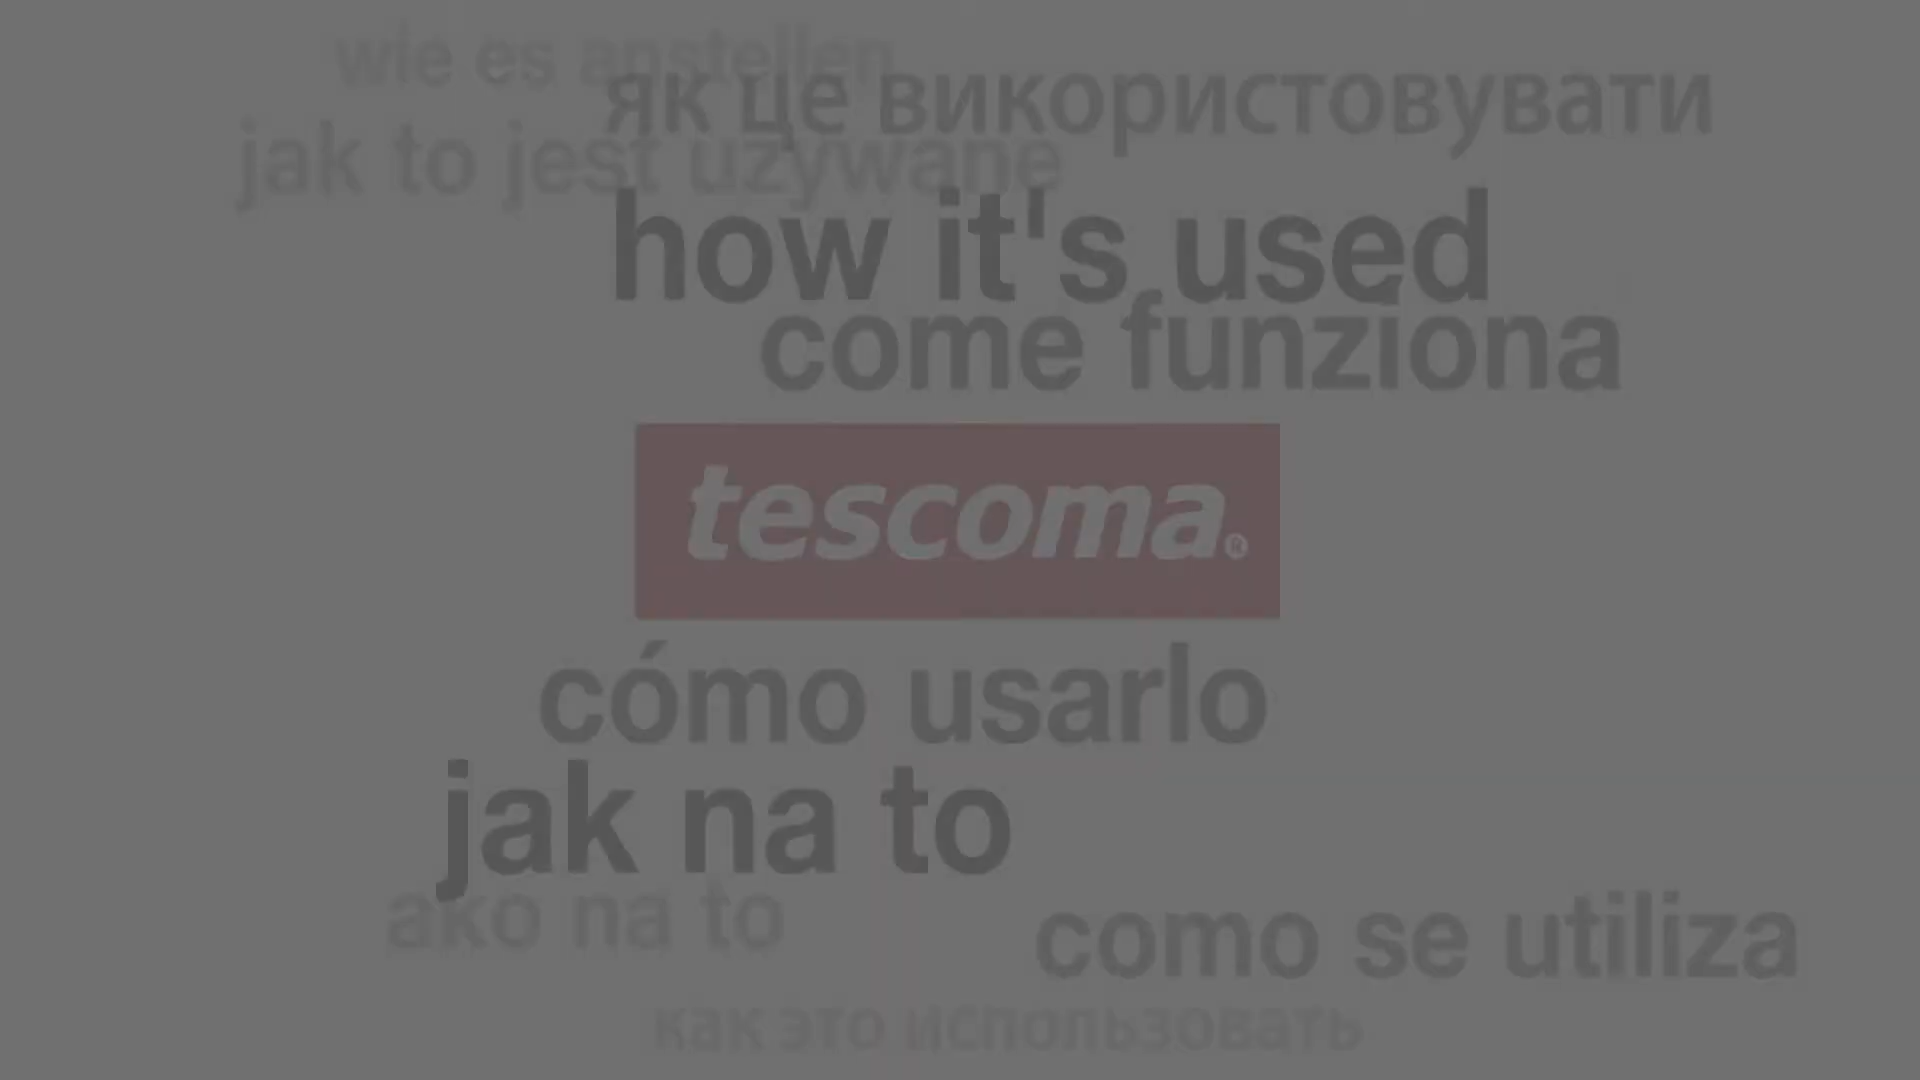 wie es anstellen
як це використовувати
jak to jest używane
how it's used
come funziona
tescoma.®
cómo usarlo
jak na to
ako na to
como se utiliza
как это использовать